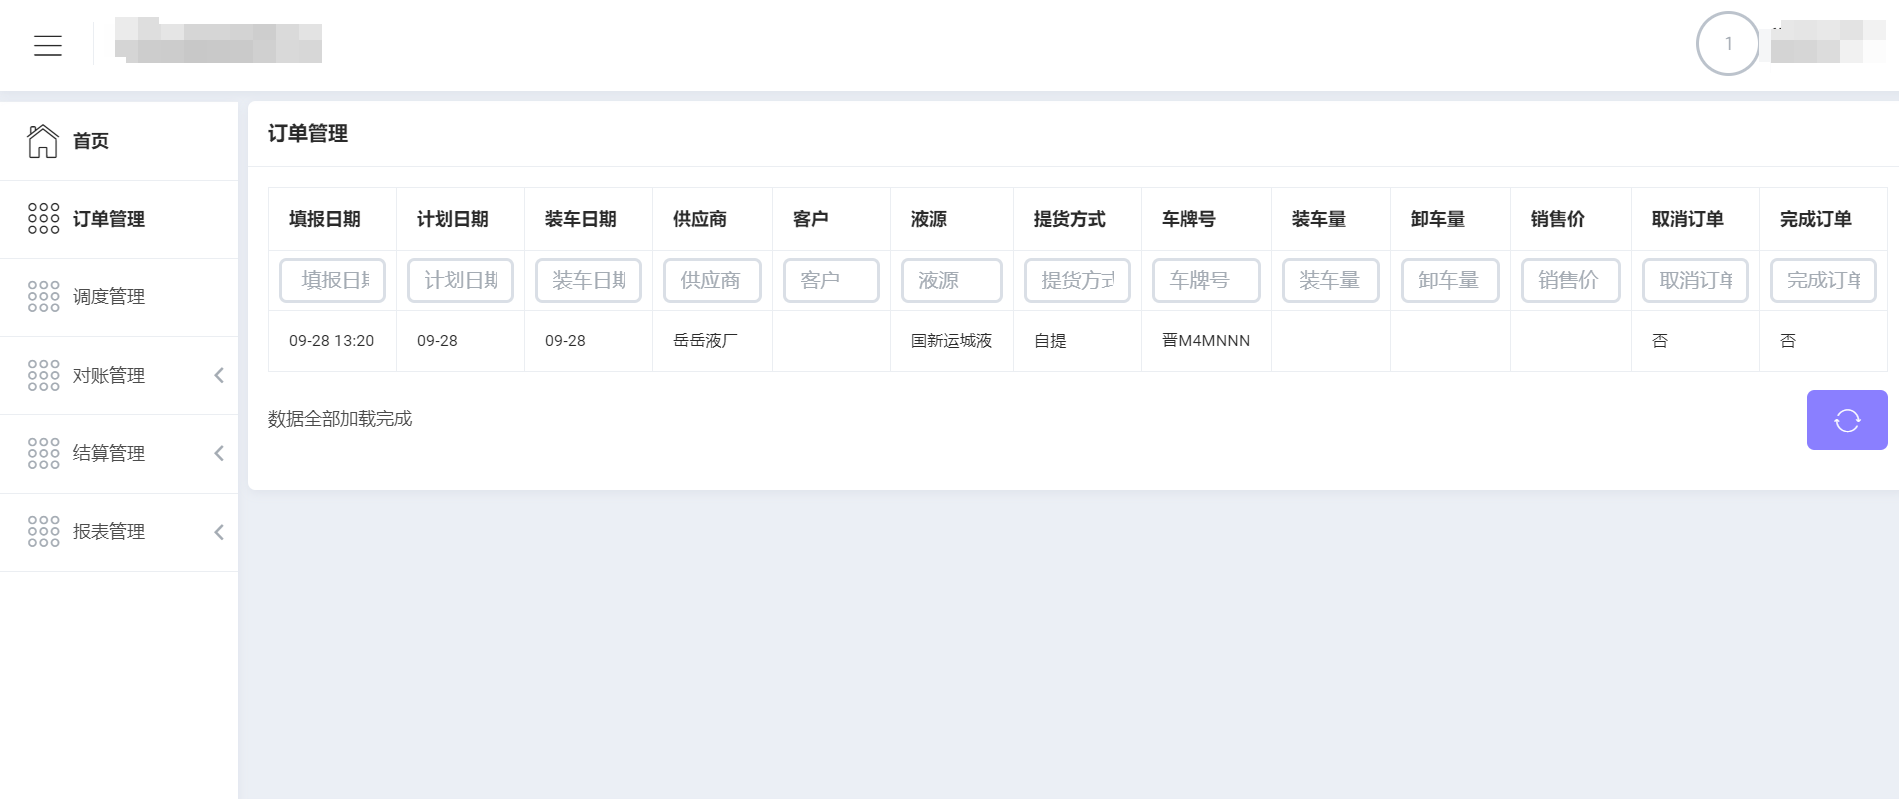 1
首页
订单管理
调度管理
对账管理
结算管理
报表管理
订单管理
填报日期 计划日期 装车日期 供应商 客户 液源 提货方式 车牌号 装车量 卸车量 销售价 取消订单 完成订单
填报日期 计划日期 装车日期 供应商 客户 液源 提货方式 车牌号 装车量 卸车量 销售价 取消订单 完成订单
09-28 13:20 09-28 09-28 岳岳液厂 国新运城液 自提 晋M4MNNN 否 否
数据全部加载完成